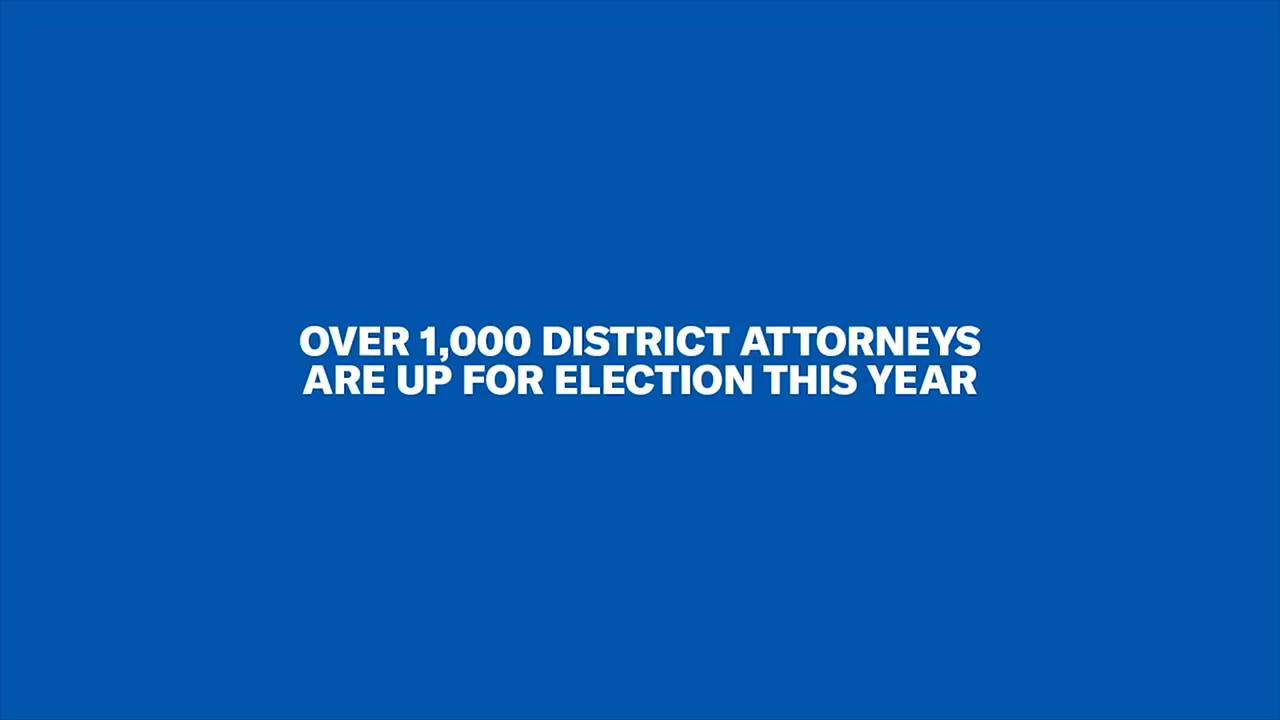 OVER 1,000 DISTRICT ATTORNEYS
ARE UP FOR ELECTION THIS YEAR